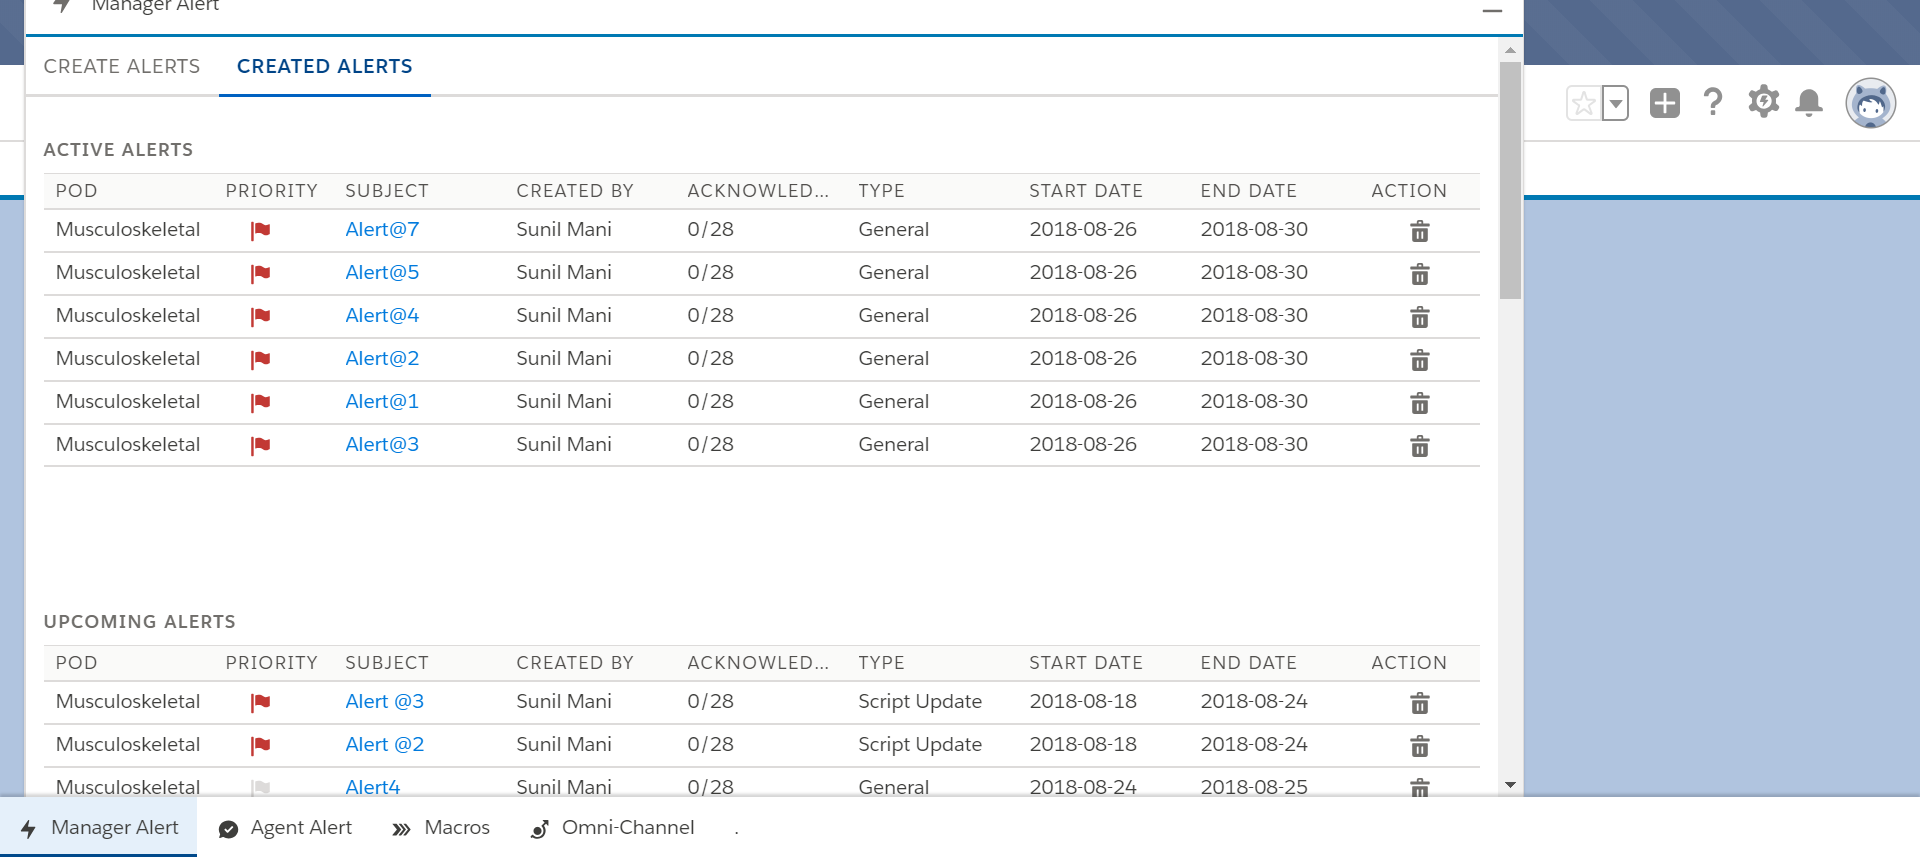 Manager Alert
CREATE ALERTS CREATED ALERTS
ACTIVE ALERTS
POD PRIORITY SUBJECT CREATED BY ACKNOWLED... TYPE START DATE END DATE ACTION
Musculoskeletal Alert@7 Sunil Mani 0/28 General 2018-08-26 2018-08-30
Musculoskeletal Alert@5 Sunil Mani 0/28 General 2018-08-26 2018-08-30
Musculoskeletal Alert@4 Sunil Mani 0/28 General 2018-08-26 2018-08-30
Musculoskeletal Alert@2 Sunil Mani 0/28 General 2018-08-26 2018-08-30
Musculoskeletal Alert@1 Sunil Mani 0/28 General 2018-08-26 2018-08-30
Musculoskeletal Alert@3 Sunil Mani 0/28 General 2018-08-26 2018-08-30
UPCOMING ALERTS
POD PRIORITY SUBJECT CREATED BY ACKNOWLED... TYPE START DATE END DATE ACTION
Musculoskeletal Alert @3 Sunil Mani 0/28 Script Update 2018-08-18 2018-08-24
Musculoskeletal Alert @2 Sunil Mani 0/28 Script Update 2018-08-18 2018-08-24
Musculoskeletal Alert4 Sunil Mani 0/28 General 2018-08-24 2018-08-25
Manager Alert Agent Alert Macros Omni-Channel .